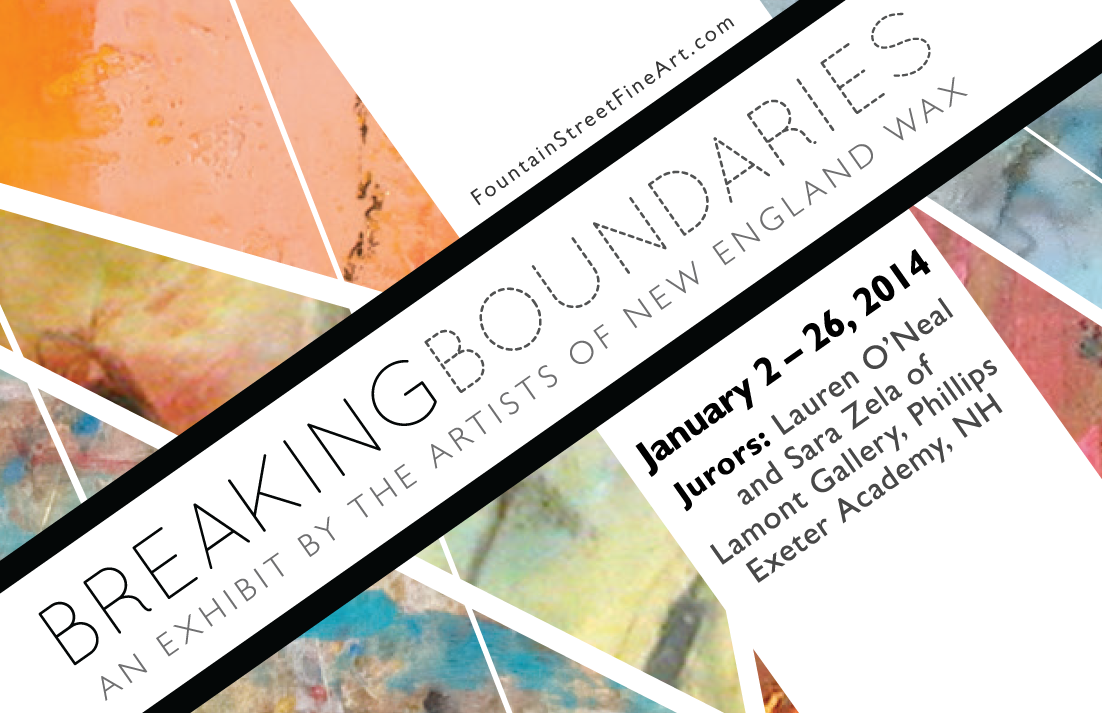 FountainStreetFineArt.com
BREAKINGBOUNDARIES
AN EXHIBIT BY THE ARTISTS OF NEW ENGLAND WAX
January 2 – 26, 2014
Jurors: Lauren O’Neal
and Sara Zela of
Lamont Gallery, Phillips
Exeter Academy, NH